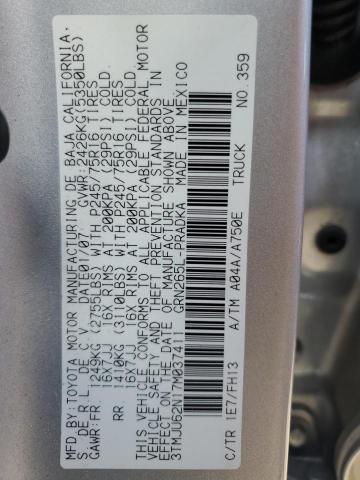 MFD.BY:TOYOTA MOTOR MANUFACTURING DE BAJA CALIFORNIA,
S. DE R. L. DE C. V. DATE:07/07 GVWR: 2426KG(5350LBS)
GAWR:FR. 1249KG (2755LBS) WITH P245/75R16 TIRES
16X7JJ 16X RIMS AT 200KPA (29PSI) COLD.
RR. 1410KG (3110LBS) WITH P245/75R16 TIRES
16X7JJ 16X RIMS AT 200KPA (29PSI) COLD.
THIS VEHICLE CONFORMS TO ALL APPLICABLE FEDERAL MOTOR
VEHICLE SAFETY AND THEFT PREVENTION STANDARDS IN
EFFECT ON THE DATE OF MANUFACTURE SHOWN ABOVE.
3TMJU62N17M037411 GRN265L-PRADKA MADE IN MEXICO
TRUCK
C/TR 1E7/FH13 A/TM A04A/A750E NO.359